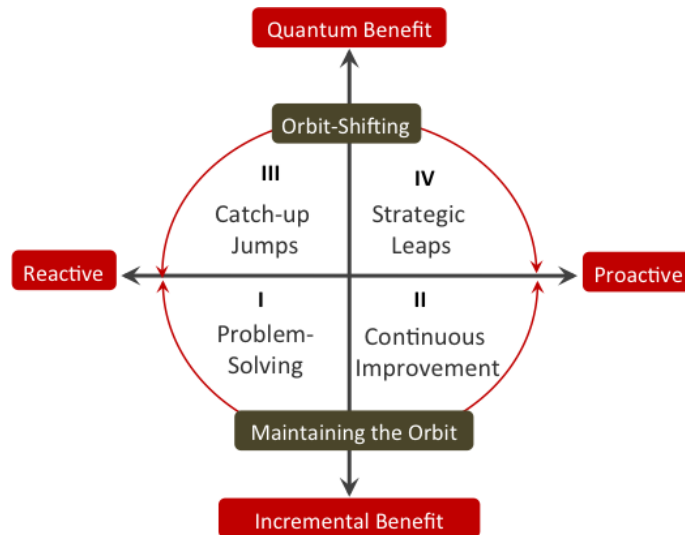 Quantum Benefit
Orbit-Shifting
III
Catch-up
Jumps
IV
Strategic
Leaps
Reactive
Proactive
I
Problem-
Solving
II
Continuous
Improvement
Maintaining the Orbit
Incremental Benefit